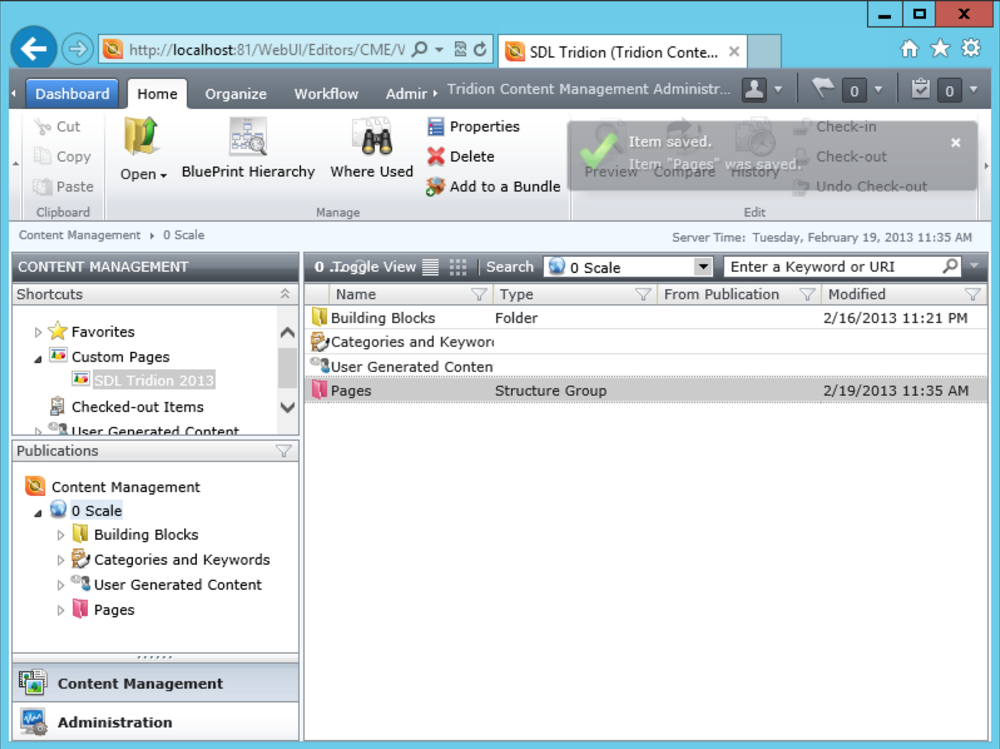 X
http://localhost:81/WebUI/Editors/CME/V
SDL Tridion (Tridion Conte...
Dashboard
Home
Organize
Workflow
Admir
Tridion Content Management Administr...
0
0
Cut
Copy
Paste
Clipboard
Open
BluePrint Hierarchy
Where Used
Properties
Delete
Add to a Bundle
Manage
Item saved.
Item "Pages" was saved.
Preview
Compare
History
Check-in
Check-out
Undo Check-out
Edit
Content Management
0 Scale
Server Time: Tuesday, February 19, 2013 11:35 AM
CONTENT MANAGEMENT
0 ...
Toggle View
Search
0 Scale
Enter a Keyword or URI
Shortcuts
Favorites
Custom Pages
SDL Tridion 2013
Checked-out Items
User Generated Content
Name
Type
From Publication
Modified
Building Blocks Folder 2/16/2013 11:21 PM
Categories and Keywor
User Generated Conten
Pages Structure Group 2/19/2013 11:35 AM
Publications
Content Management
0 Scale
Building Blocks
Categories and Keywords
User Generated Content
Pages
Content Management
Administration